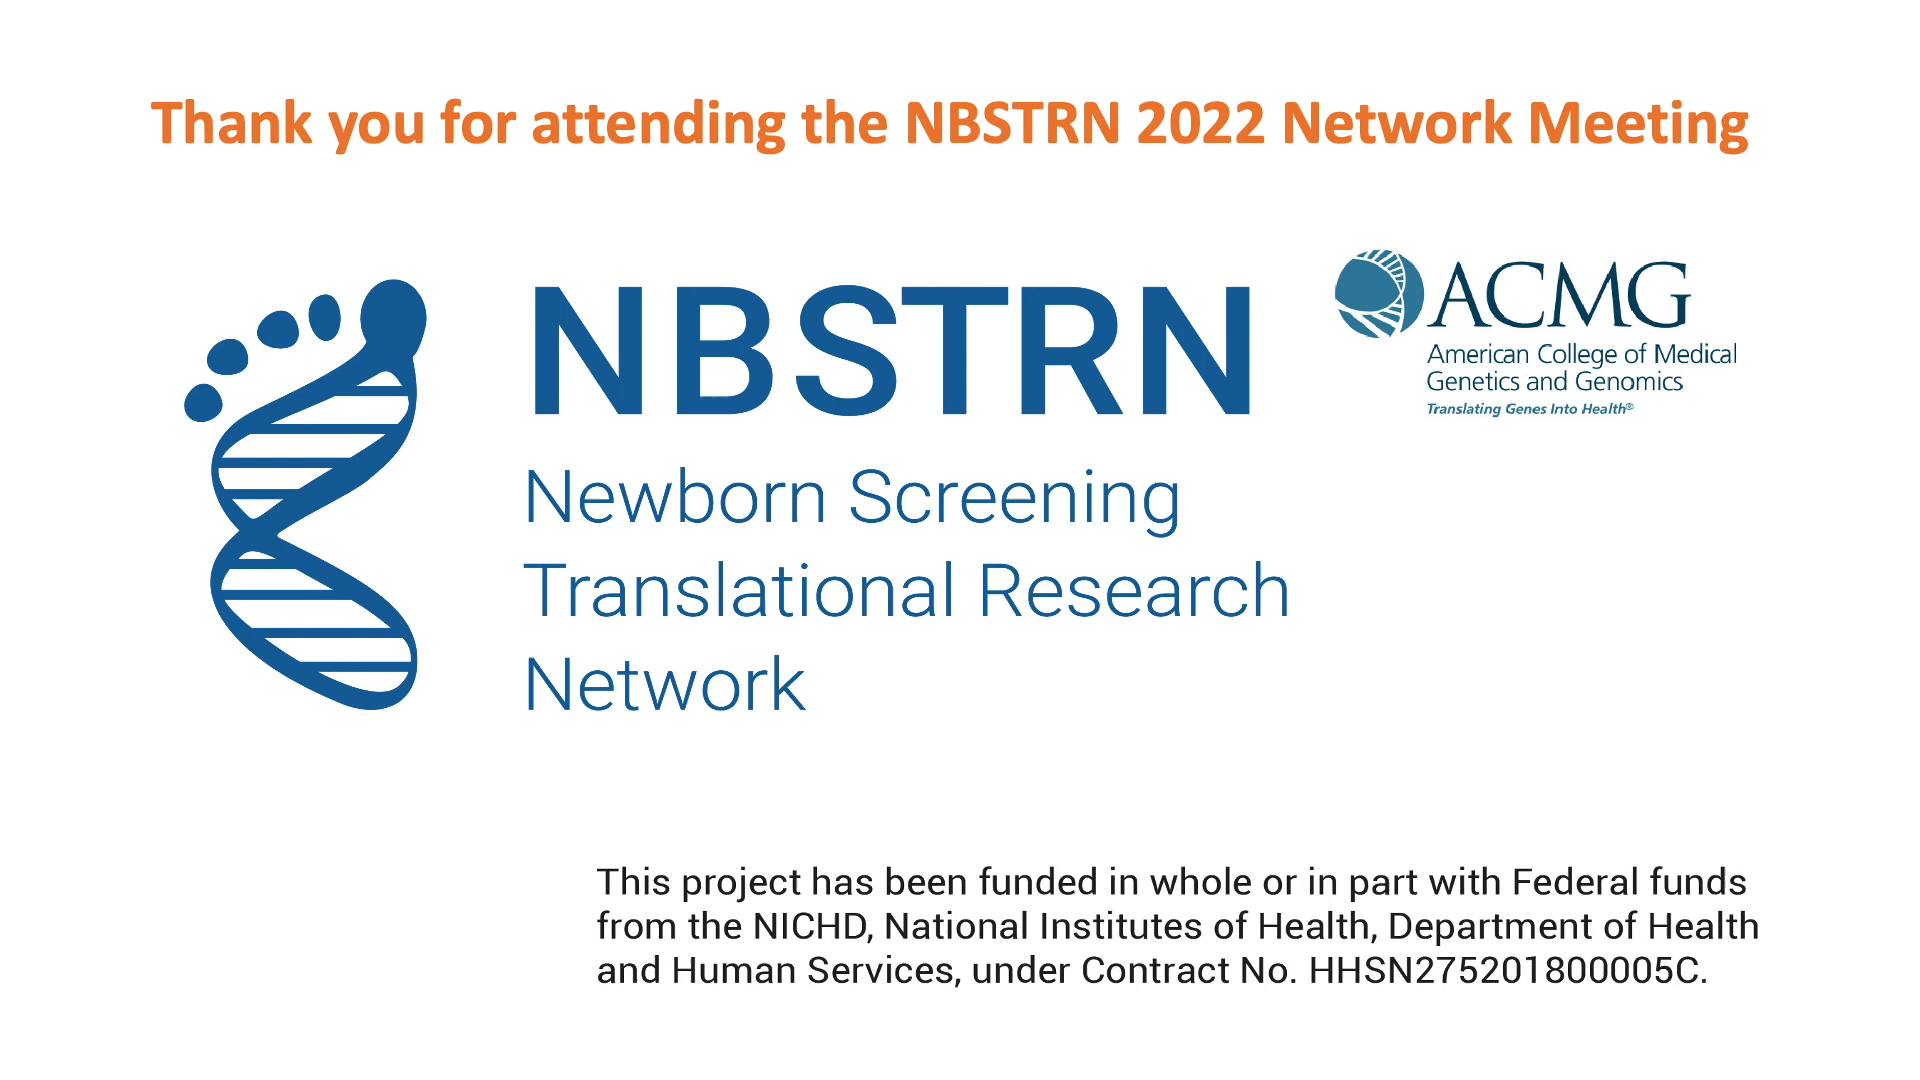 Thank you for attending the NBSTRN 2022 Network Meeting
NBSTRN
Newborn Screening
Translational Research
Network
ACMG
American College of Medical
Genetics and Genomics
Translating Genes Into Health®
This project has been funded in whole or in part with Federal funds
from the NICHD, National Institutes of Health, Department of Health
and Human Services, under Contract No. HHSN275201800005C.